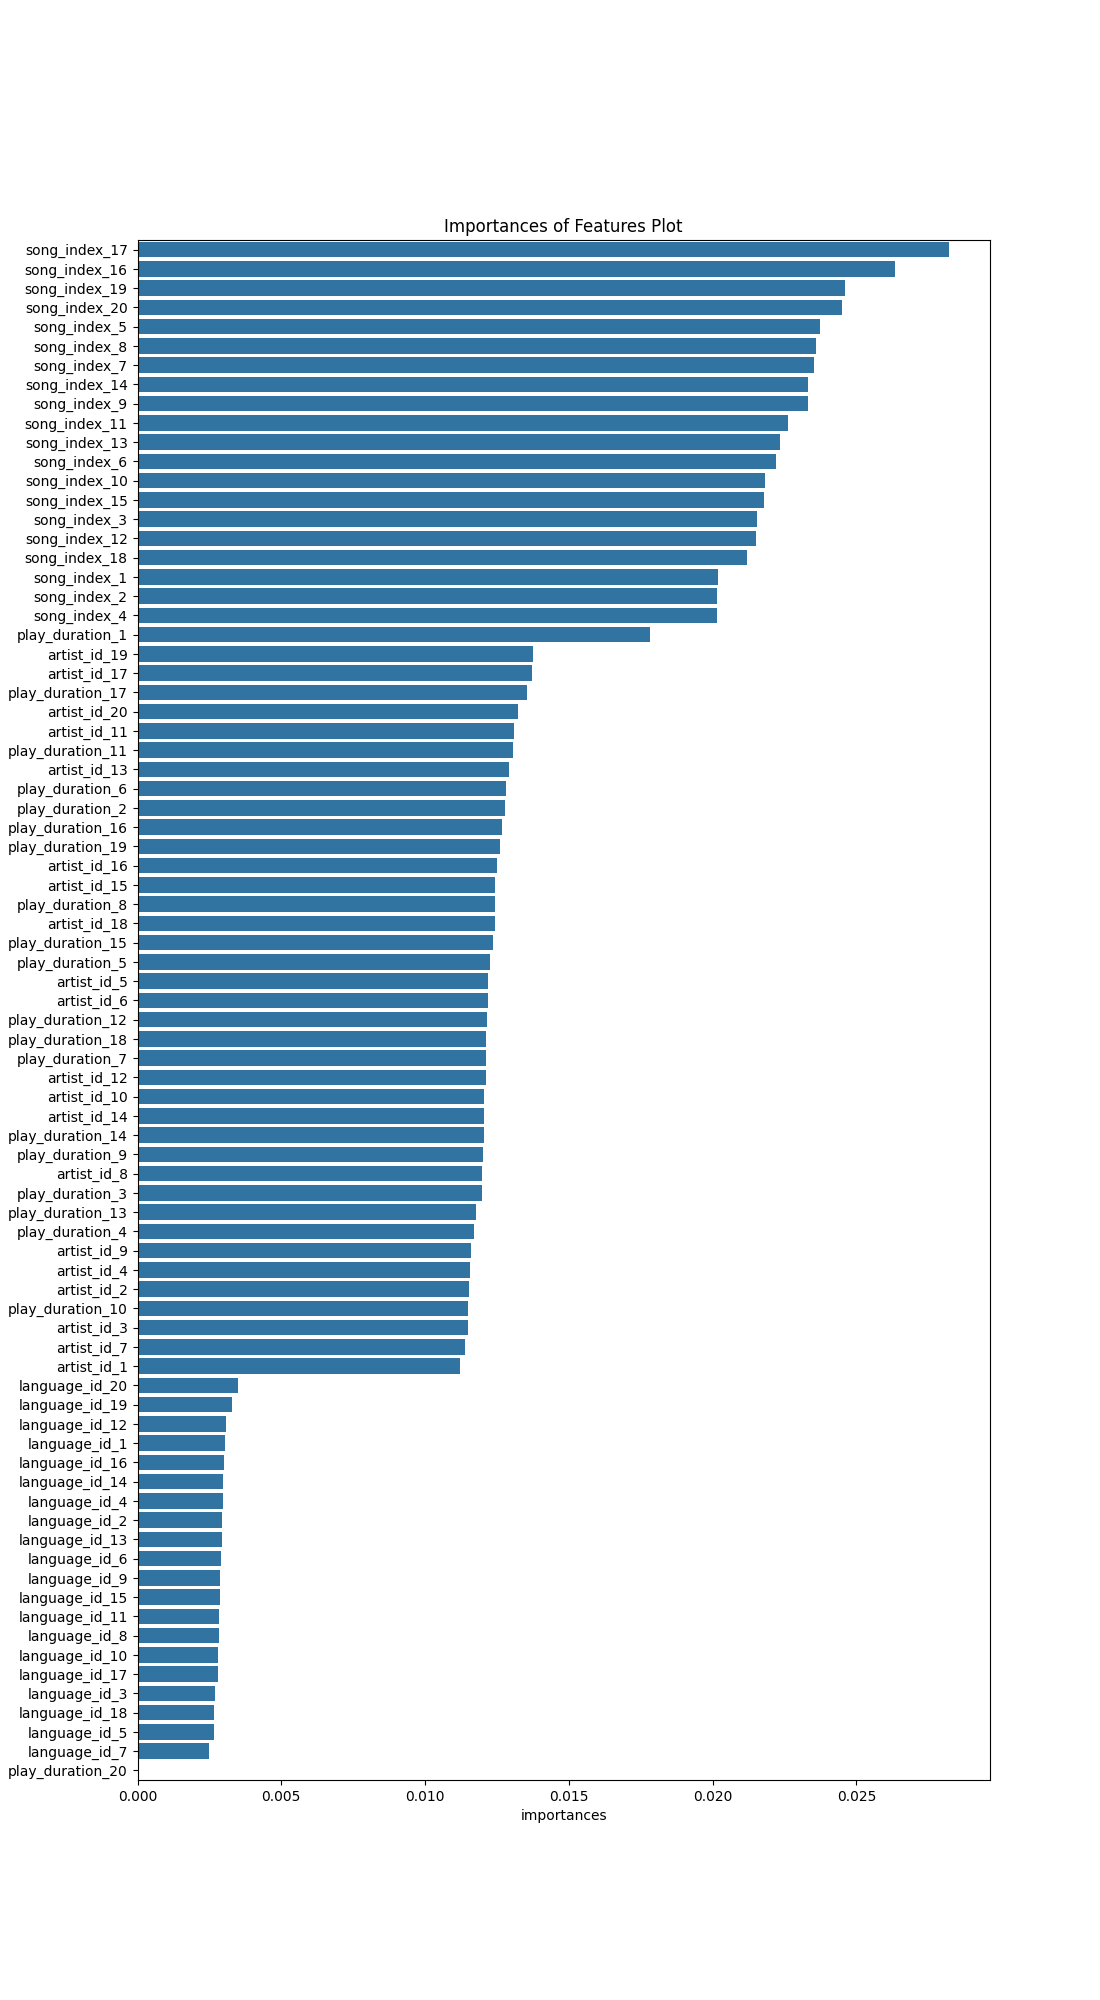 Importances of Features Plot
song_index_17
song_index_16
song_index_19
song_index_20
song_index_5
song_index_8
song_index_7
song_index_14
song_index_9
song_index_11
song_index_13
song_index_6
song_index_10
song_index_15
song_index_3
song_index_12
song_index_18
song_index_1
song_index_2
song_index_4
play_duration_1
artist_id_19
artist_id_17
play_duration_17
artist_id_20
artist_id_11
play_duration_11
artist_id_13
play_duration_6
play_duration_2
play_duration_16
play_duration_19
artist_id_16
artist_id_15
play_duration_8
artist_id_18
play_duration_15
play_duration_5
artist_id_5
artist_id_6
play_duration_12
play_duration_18
play_duration_7
artist_id_12
artist_id_10
artist_id_14
play_duration_14
play_duration_9
artist_id_8
play_duration_3
play_duration_13
play_duration_4
artist_id_9
artist_id_4
artist_id_2
play_duration_10
artist_id_3
artist_id_7
artist_id_1
language_id_20
language_id_19
language_id_12
language_id_1
language_id_16
language_id_14
language_id_4
language_id_2
language_id_13
language_id_6
language_id_9
language_id_15
language_id_11
language_id_8
language_id_10
language_id_17
language_id_3
language_id_18
language_id_5
language_id_7
play_duration_20
0.000 0.005 0.010 0.015 0.020 0.025
importances